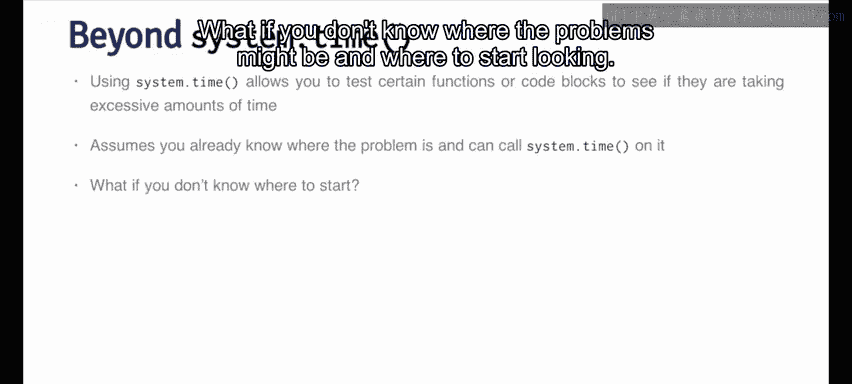 Beyond system.time()
What if you don't know where the problems
might be and where to start looking.
· Using system.time() allows you to test certain functions or code blocks to see if they are taking
excessive amounts of time
· Assumes you already know where the problem is and can call system.time() on it
· What if you don't know where to start?